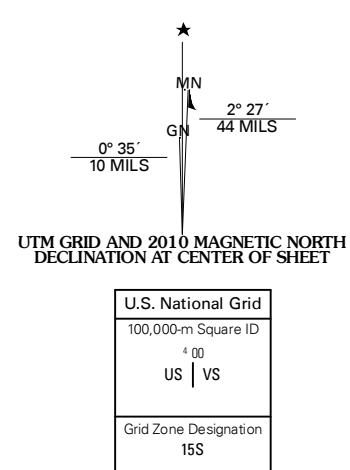 ★
MN
2° 27´
44 MILS
GN
0° 35´
10 MILS
UTM GRID AND 2010 MAGNETIC NORTH
DECLINATION AT CENTER OF SHEET
U.S. National Grid
100,000-m Square ID
4 00
US | VS
Grid Zone Designation
15S